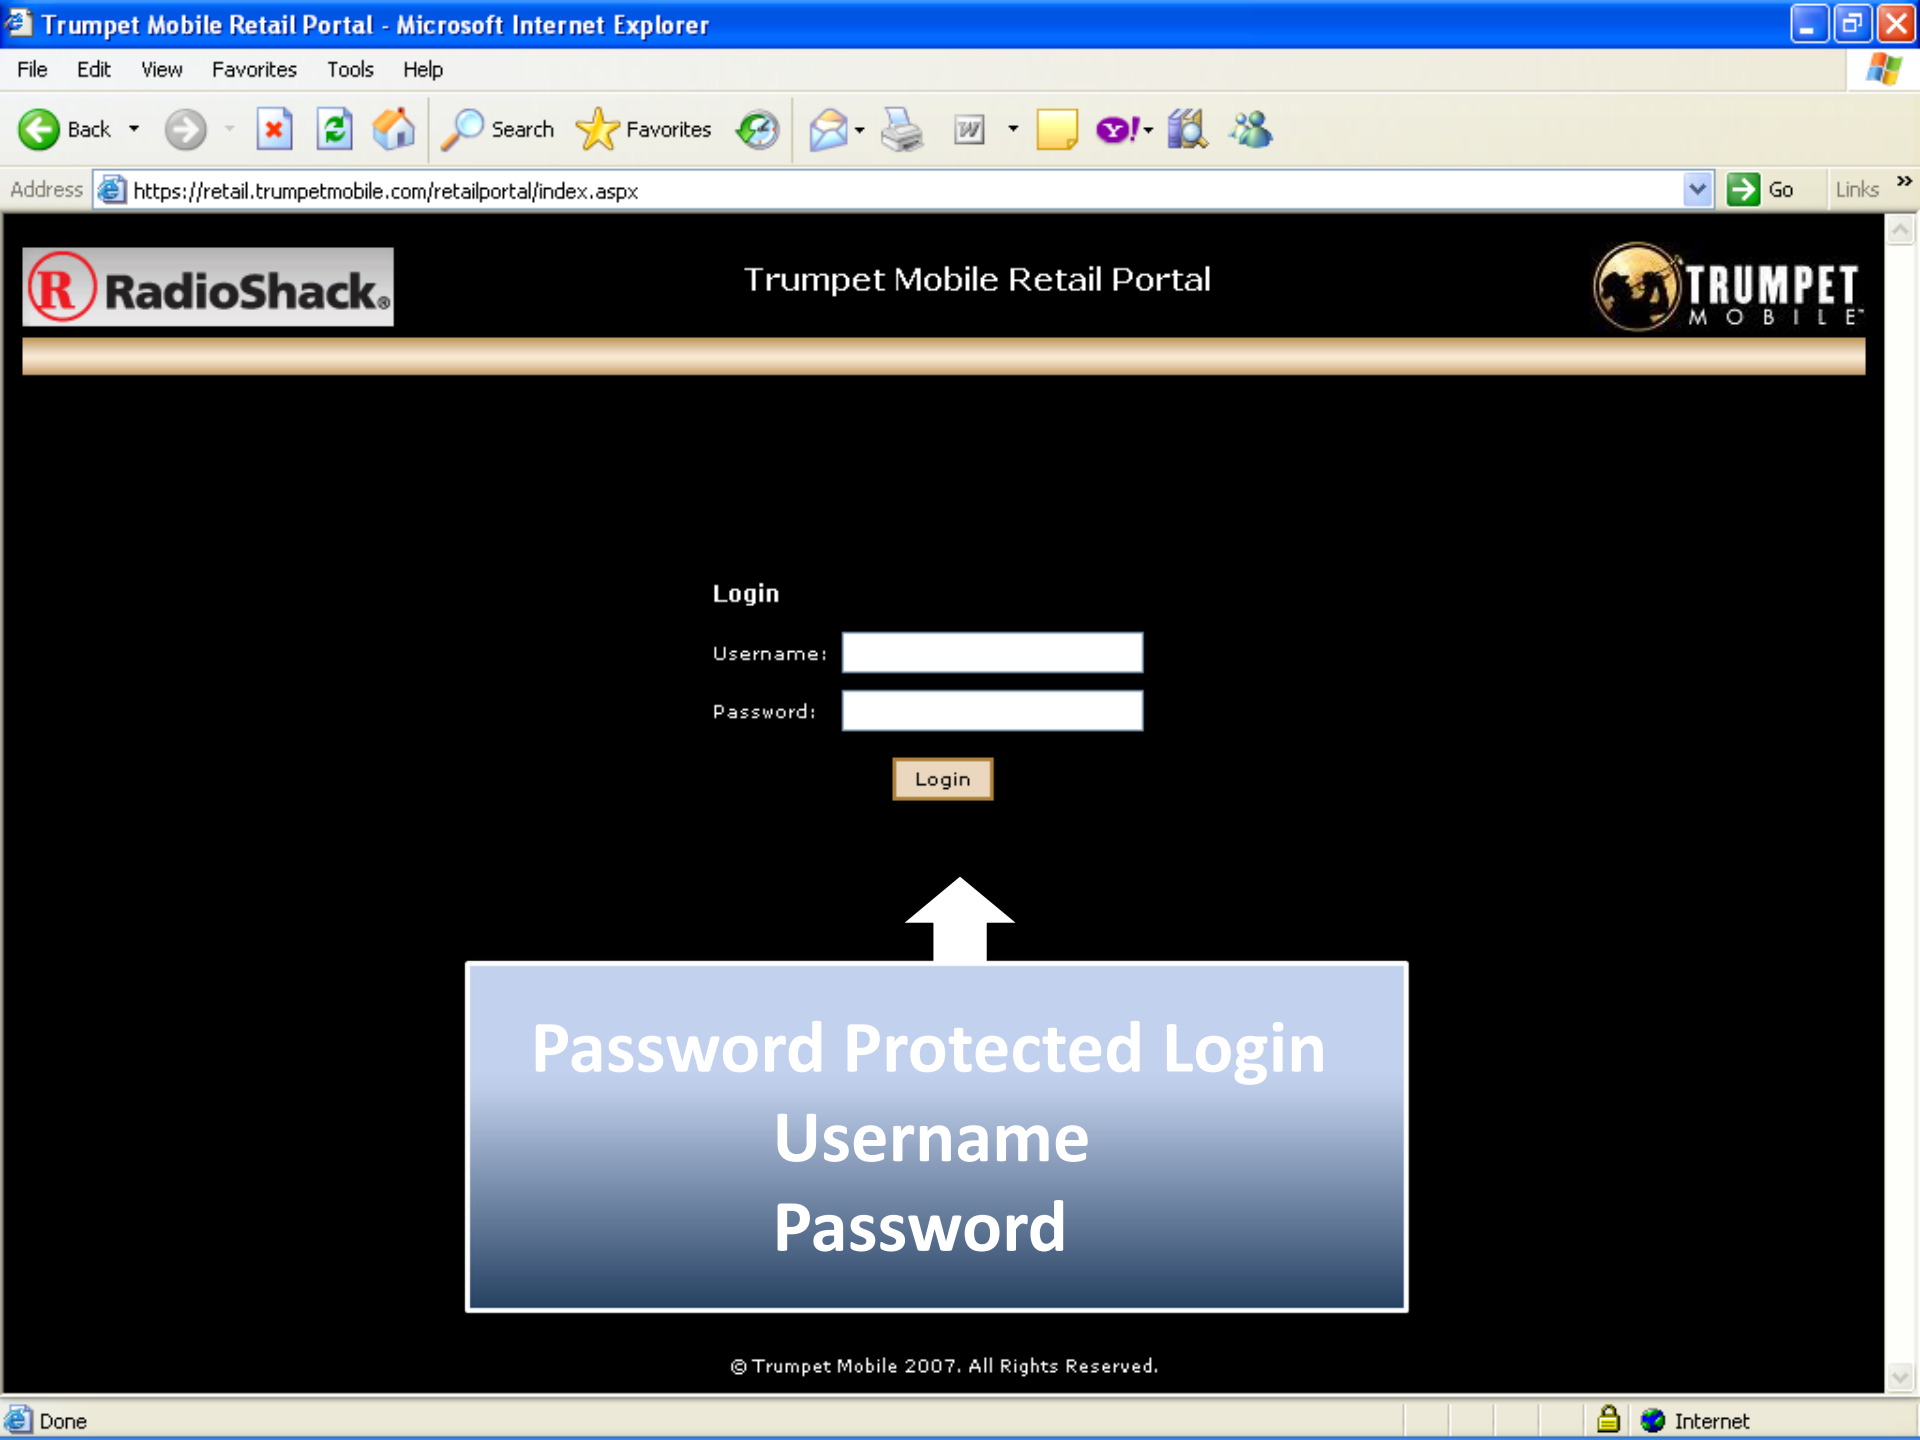 Trumpet Mobile Retail Portal - Microsoft Internet Explorer
File Edit View Favorites Tools Help
Back Search Favorites
Address https://retail.trumpetmobile.com/retailportal/index.aspx Go Links »
R RadioShack®
Trumpet Mobile Retail Portal
TRUMPET
MOBILE™
Login
Username:
Password:
Login
Password Protected Login
Username
Password
© Trumpet Mobile 2007. All Rights Reserved.
Done Internet